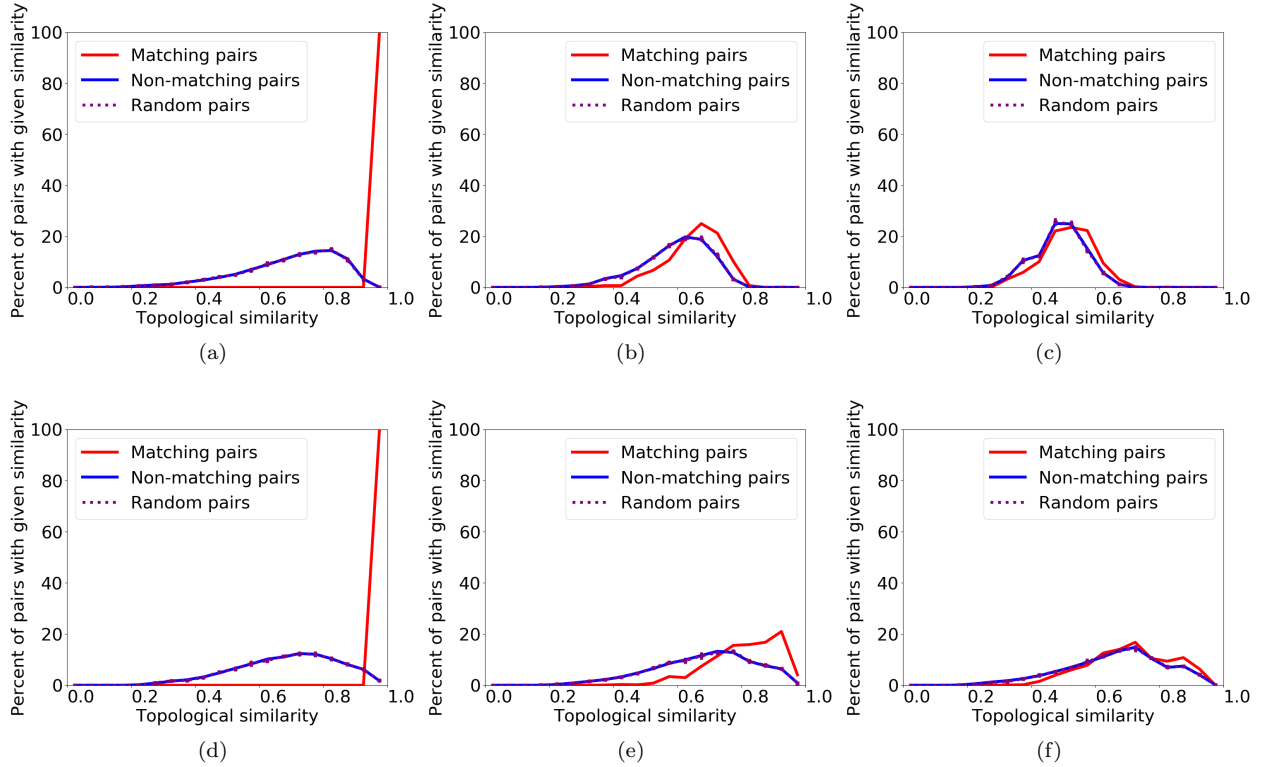 Percent of pairs with given similarity
100
80
60
40
20
0
Matching pairs
Non-matching pairs
Random pairs
0.0 0.2 0.4 0.6 0.8 1.0
Topological similarity
(a)
Percent of pairs with given similarity
100
80
60
40
20
0
Matching pairs
Non-matching pairs
Random pairs
0.0 0.2 0.4 0.6 0.8 1.0
Topological similarity
(b)
Percent of pairs with given similarity
100
80
60
40
20
0
Matching pairs
Non-matching pairs
Random pairs
0.0 0.2 0.4 0.6 0.8 1.0
Topological similarity
(c)
Percent of pairs with given similarity
100
80
60
40
20
0
Matching pairs
Non-matching pairs
Random pairs
0.0 0.2 0.4 0.6 0.8 1.0
Topological similarity
(d)
Percent of pairs with given similarity
100
80
60
40
20
0
Matching pairs
Non-matching pairs
Random pairs
0.0 0.2 0.4 0.6 0.8 1.0
Topological similarity
(e)
Percent of pairs with given similarity
100
80
60
40
20
0
Matching pairs
Non-matching pairs
Random pairs
0.0 0.2 0.4 0.6 0.8 1.0
Topological similarity
(f)